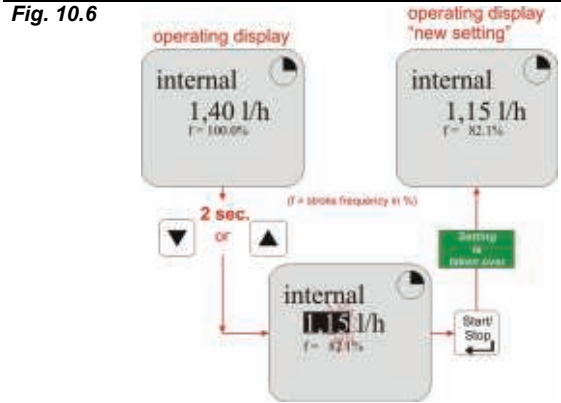 Fig. 10.6
operating display
operating display
"new setting"
internal
1,40 l/h
f = 100.0%
internal
1,15 l/h
f = 82.1%
(f = stroke frequency in %)
2 sec.
or
Setting
is
taken over
internal
1,15 l/h
f = 82.1%
Start/
Stop